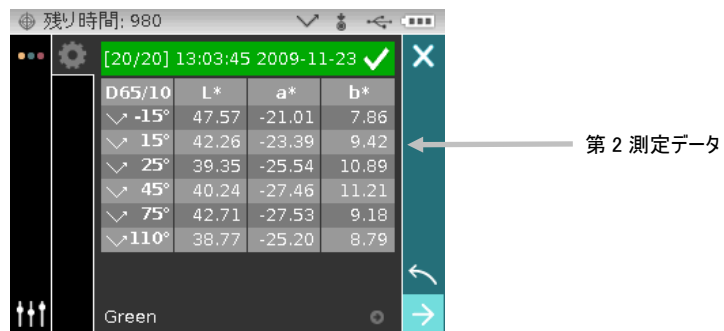 残り時間: 980
[20/20] 13:03:45 2009-11-23
D65/10 L* a* b*
-15° 47.57 -21.01 7.86
15° 42.26 -23.39 9.42
25° 39.35 -25.54 10.89
45° 40.24 -27.46 11.21
75° 42.71 -27.53 9.18
110° 38.77 -25.20 8.79
Green
第 2 測定データ